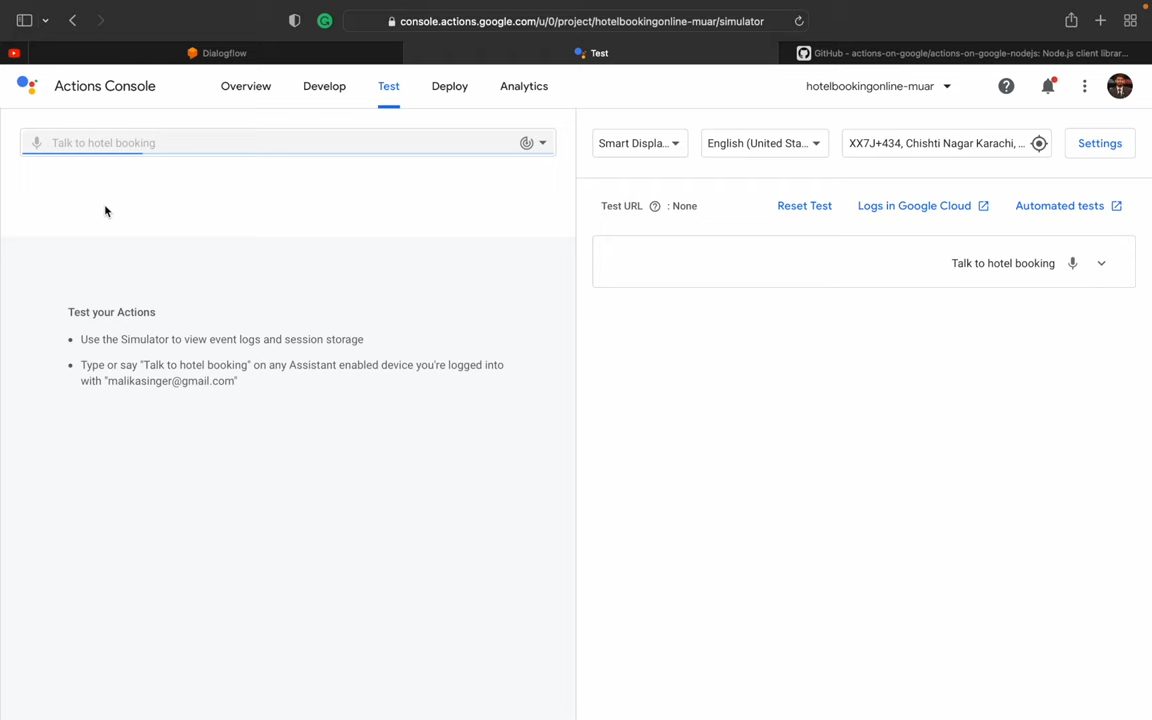 console.actions.google.com/u/0/project/hotelbookingonline-muar/simulator
Dialogflow
Test
GitHub - actions-on-google/actions-on-google-nodejs: Node.js client librar...
Actions Console
Overview
Develop
Test
Deploy
Analytics
hotelbookingonline-muar
Talk to hotel booking
Smart Displa...
English (United Sta...
XX7J+434, Chishti Nagar Karachi, ...
Settings
Test URL : None
Reset Test
Logs in Google Cloud
Automated tests
Talk to hotel booking
Test your Actions
Use the Simulator to view event logs and session storage
Type or say "Talk to hotel booking" on any Assistant enabled device you're logged into
with "malikasinger@gmail.com"